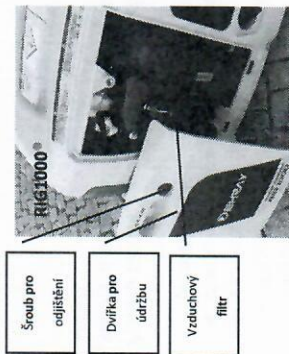 RIG1000®
Šroub pro
odjištění
Dvířka pro
údržbu
Vzduchový
filtr